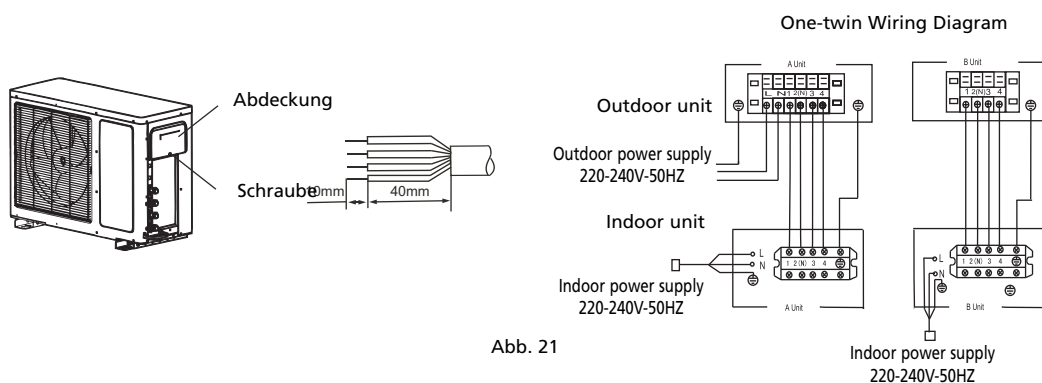 One-twin Wiring Diagram
Abdeckung
Schraube
10mm
40mm
Outdoor unit
Outdoor power supply
220-240V-50HZ
A Unit
L N 1 2(N) 3 4
B Unit
1 2(N) 3 4
Indoor unit
L
N
1 2(N) 3 4
A Unit
Indoor power supply
220-240V-50HZ
L
N
1 2(N) 3 4
B Unit
Indoor power supply
220-240V-50HZ
Abb. 21